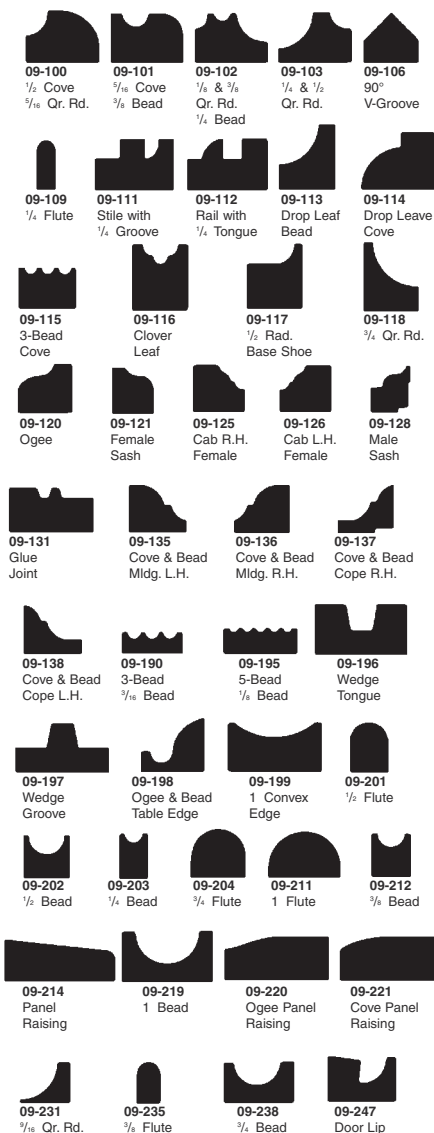 09-100 09-101 09-102 09-103 09-106
1/2 Cove 5/16 Cove 1/8 & 3/8 1/4 & 1/2 90°
5/16 Qr. Rd. 3/8 Bead Qr. Rd. Qr. Rd. V-Groove
1/4 Bead
09-109 09-111 09-112 09-113 09-114
1/4 Flute Stile with Rail with Drop Leaf Drop Leave
1/4 Groove 1/4 Tongue Bead Cove
09-115 09-116 09-117 09-118
3-Bead Clover 1/2 Rad. 3/4 Qr. Rd.
Cove Leaf Base Shoe
09-120 09-121 09-125 09-126 09-128
Ogee Female Cab R.H. Cab L.H. Male
Sash Female Female Sash
09-131 09-135 09-136 09-137
Glue Cove & Bead Cove & Bead Cove & Bead
Joint Mldg. L.H. Mldg. R.H. Cope R.H.
09-138 09-190 09-195 09-196
Cove & Bead 3-Bead 5-Bead Wedge
Cope L.H. 3/16 Bead 1/8 Bead Tongue
09-197 09-198 09-199 09-201
Wedge Ogee & Bead 1 Convex 1/2 Flute
Groove Table Edge Edge
09-202 09-203 09-204 09-211 09-212
1/2 Bead 1/4 Bead 3/4 Flute 1 Flute 3/8 Bead
09-214 09-219 09-220 09-221
Panel 1 Bead Ogee Panel Cove Panel
Raising Raising Raising
09-231 09-235 09-238 09-247
9/16 Qr. Rd. 3/8 Flute 3/4 Bead Door Lip